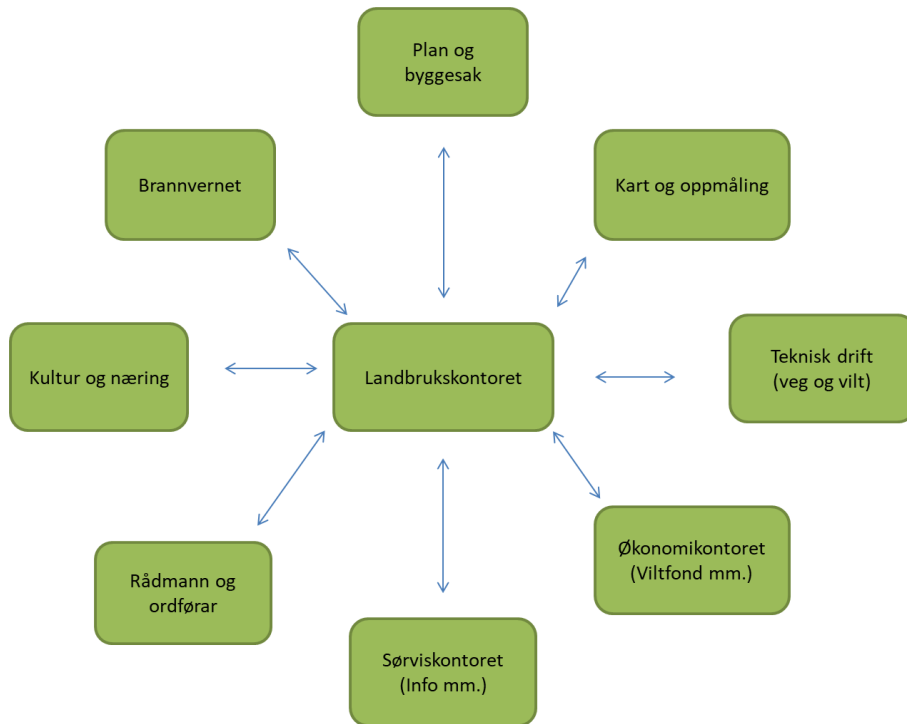 Plan og
byggesak
Brannvernet
Kart og oppmåling
Kultur og næring
Landbrukskontoret
Teknisk drift
(veg og vilt)
Rådmann og
ordførar
Økonomikontoret
(Viltfond mm.)
Sørviskontoret
(Info mm.)